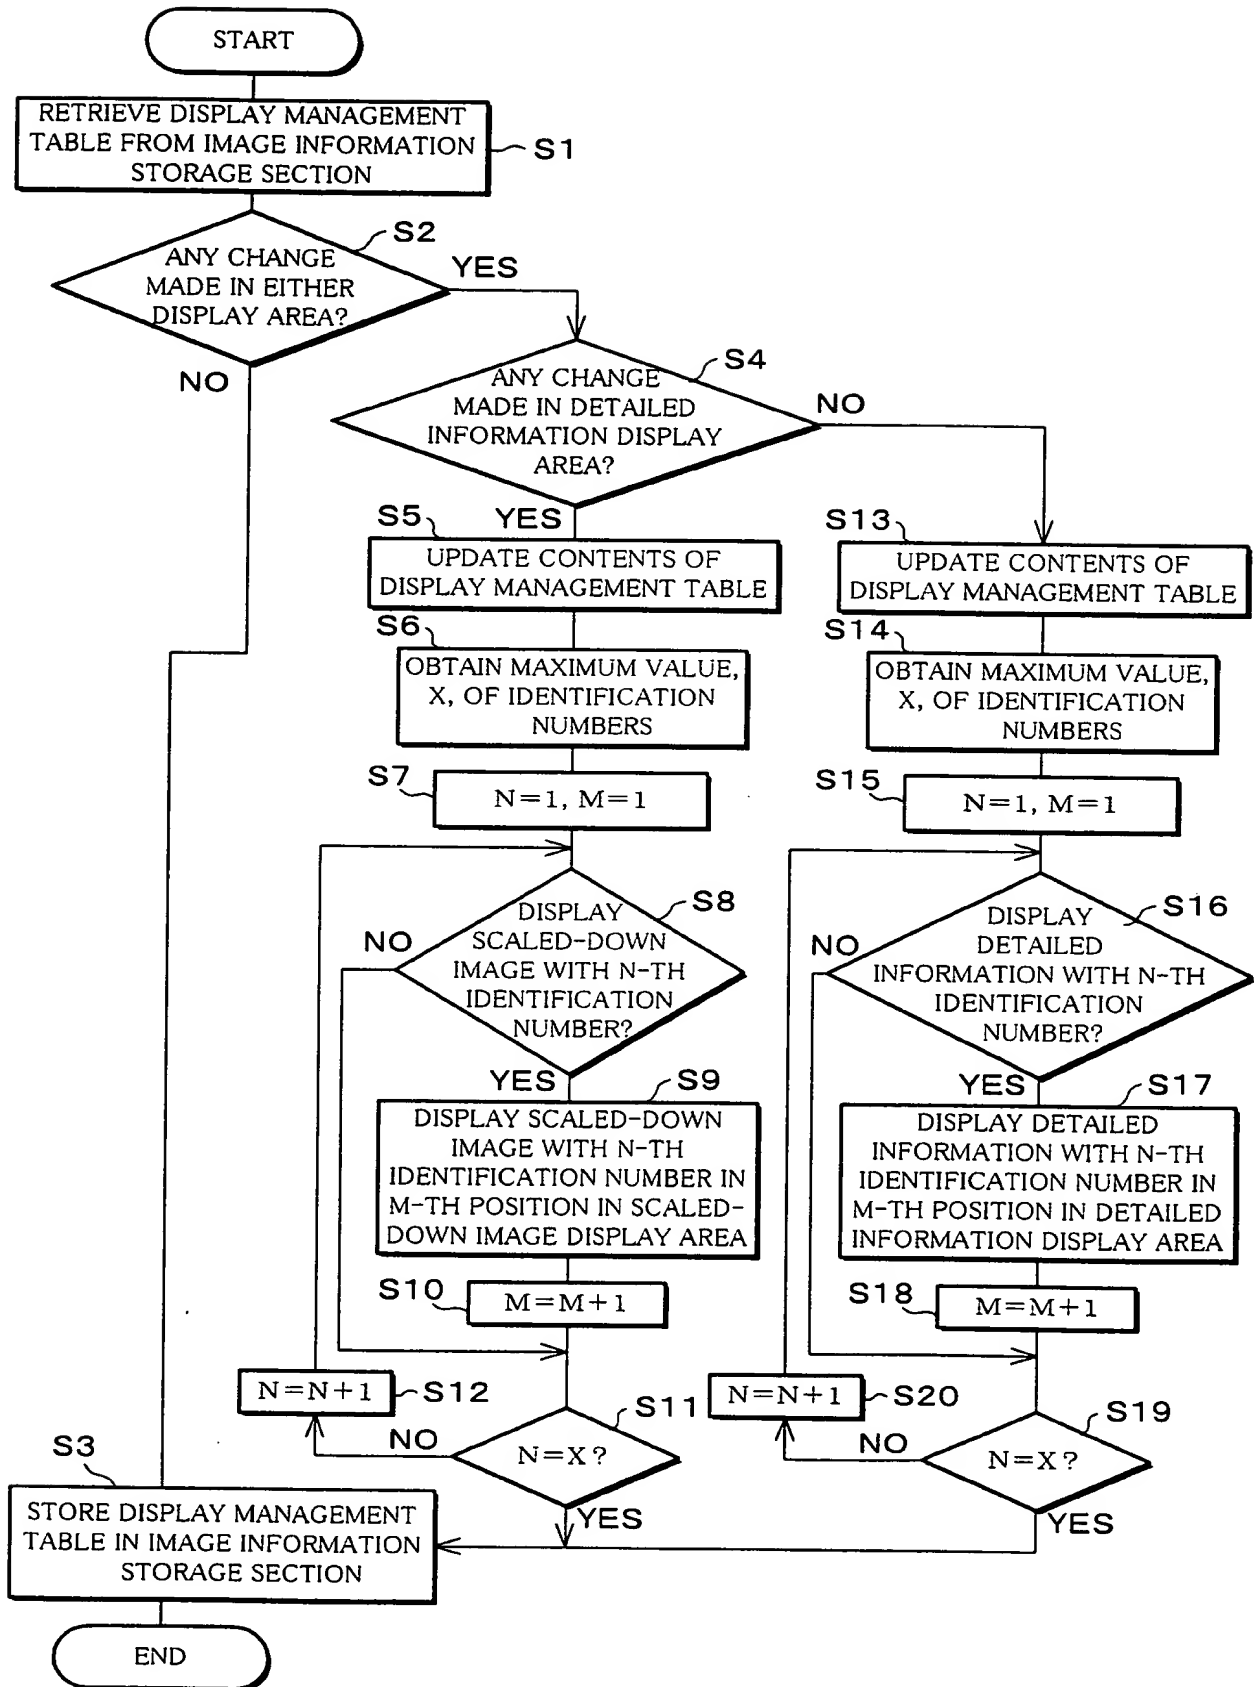 START
RETRIEVE DISPLAY MANAGEMENT
TABLE FROM IMAGE INFORMATION
STORAGE SECTION
S1
ANY CHANGE
MADE IN EITHER
DISPLAY AREA?
S2
YES
NO
ANY CHANGE
MADE IN DETAILED
INFORMATION DISPLAY
AREA?
S4
NO
YES
S5
UPDATE CONTENTS OF
DISPLAY MANAGEMENT TABLE
S6
OBTAIN MAXIMUM VALUE,
X, OF IDENTIFICATION
NUMBERS
S7
N=1, M=1
DISPLAY
SCALED-DOWN
IMAGE WITH N-TH
IDENTIFICATION
NUMBER?
S8
NO
YES
S9
DISPLAY SCALED-DOWN
IMAGE WITH N-TH
IDENTIFICATION NUMBER IN
M-TH POSITION IN SCALED-
DOWN IMAGE DISPLAY AREA
S10
M=M+1
N=N+1
S12
S11
N=X?
NO
YES
S13
UPDATE CONTENTS OF
DISPLAY MANAGEMENT TABLE
S14
OBTAIN MAXIMUM VALUE,
X, OF IDENTIFICATION
NUMBERS
S15
N=1, M=1
DISPLAY
DETAILED
INFORMATION WITH N-TH
IDENTIFICATION
NUMBER?
S16
NO
YES
S17
DISPLAY DETAILED
INFORMATION WITH N-TH
IDENTIFICATION NUMBER IN
M-TH POSITION IN DETAILED
INFORMATION DISPLAY AREA
S18
M=M+1
N=N+1
S20
S19
N=X?
NO
YES
S3
STORE DISPLAY MANAGEMENT
TABLE IN IMAGE INFORMATION
STORAGE SECTION
END